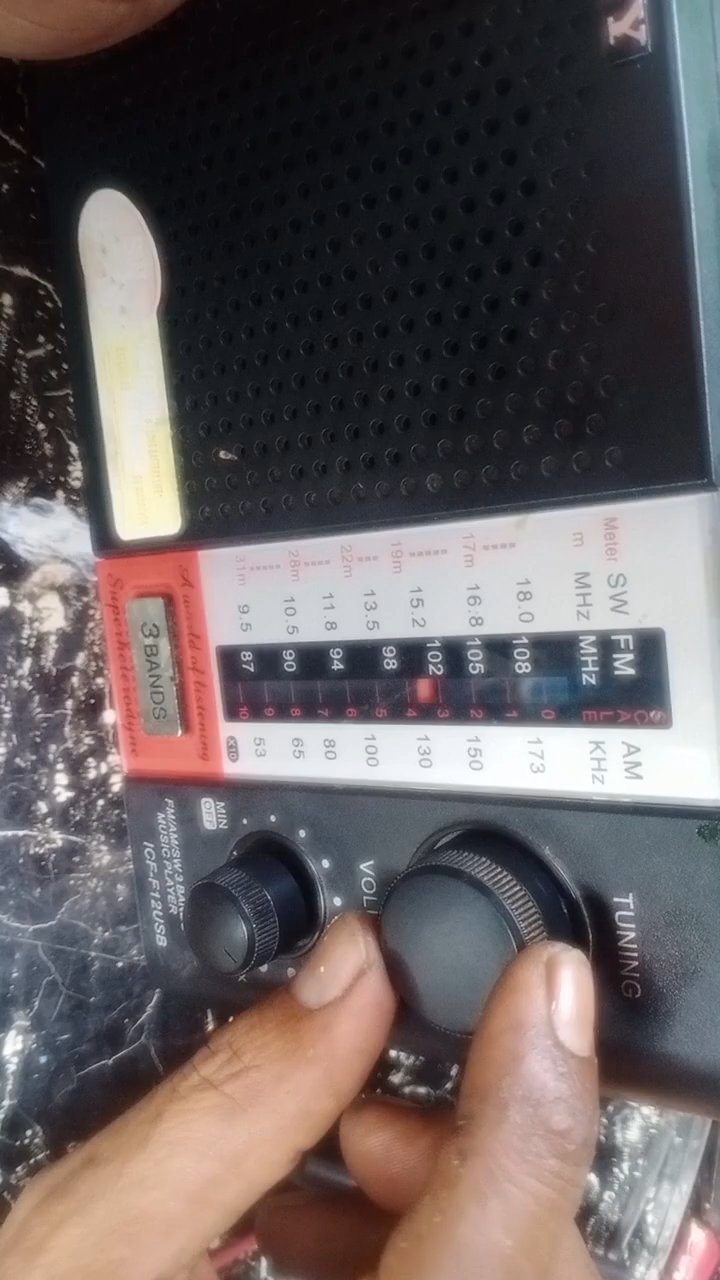 Y
Meter SW FM SCALE AM
m MHz MHz KHz
TUNING
18.0 108 0 173
1
17m 16.8 105 2 150
3
19m 15.2 102 4 130
13.5 98 5 100
22m 11.8 94 6 80
7
28m 10.5 90 8 65
9
31m 9.5 87 10 53
X10
VOL
MIN
OFF
A world of listening
3 BANDS
Superheterodyne
FM/AM/SW 3 BAN
MUSIC PLAYER
ICF-F12USB